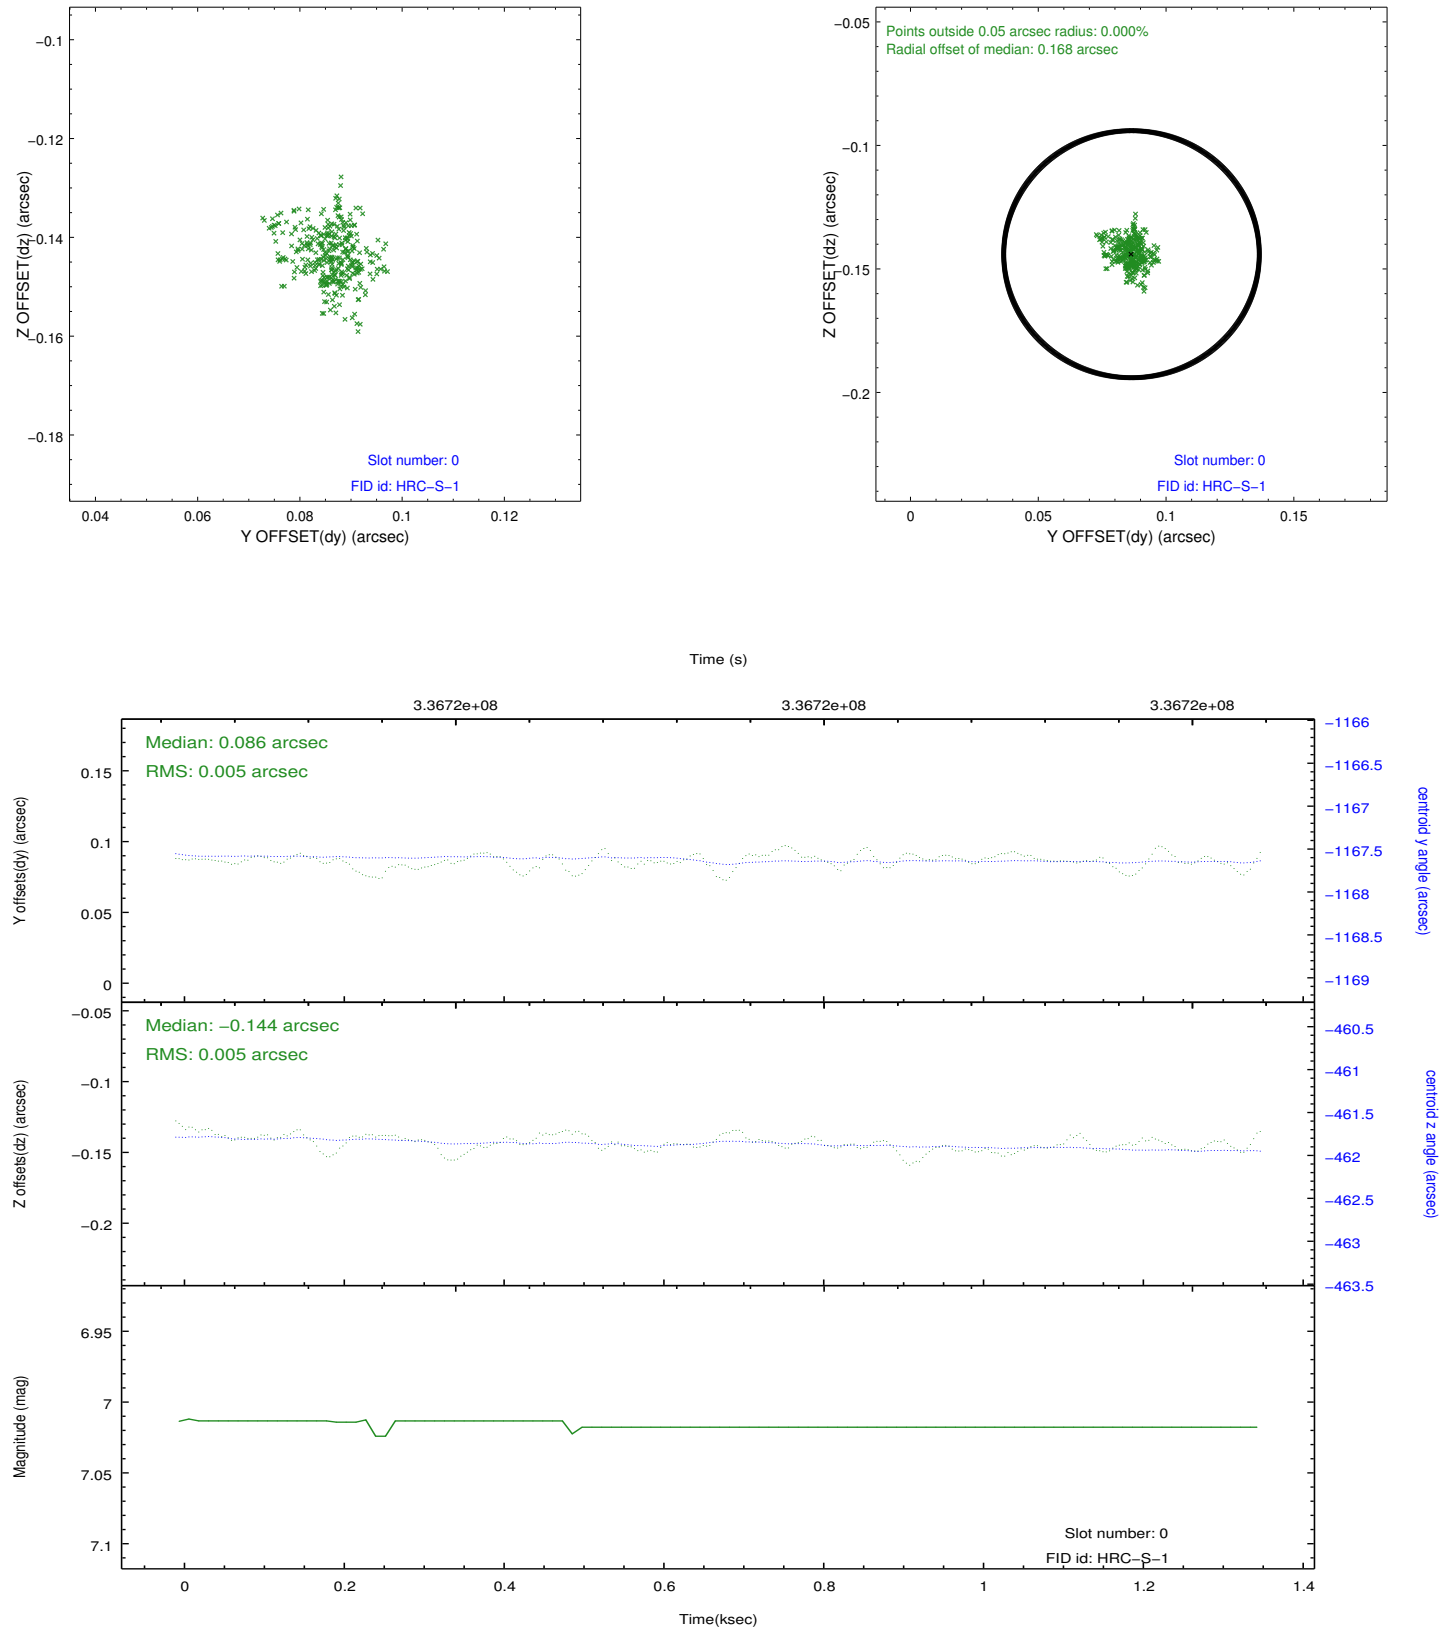 −0.1
−0.12
−0.14
−0.16
−0.18
Z OFFSET(dz) (arcsec)
Slot number: 0
FID id: HRC−S−1
0.04 0.06 0.08 0.1 0.12
Y OFFSET(dy) (arcsec)
Points outside 0.05 arcsec radius: 0.000%
Radial offset of median: 0.168 arcsec
−0.05
−0.1
−0.15
−0.2
Z OFFSET(dz) (arcsec)
Slot number: 0
FID id: HRC−S−1
0 0.05 0.1 0.15
Y OFFSET(dy) (arcsec)
Time (s)
3.3672e+08 3.3672e+08 3.3672e+08
Median: 0.086 arcsec
RMS: 0.005 arcsec
0.15
0.1
0.05
0
Y offsets(dy) (arcsec)
−1166
−1166.5
−1167
−1167.5
−1168
−1168.5
−1169
centroid y angle (arcsec)
Median: −0.144 arcsec
RMS: 0.005 arcsec
−0.05
−0.1
−0.15
−0.2
Z offsets(dz) (arcsec)
−460.5
−461
−461.5
−462
−462.5
−463
−463.5
centroid z angle (arcsec)
6.95
7
7.05
7.1
Magnitude (mag)
Slot number: 0
FID id: HRC−S−1
0 0.2 0.4 0.6 0.8 1 1.2 1.4
Time(ksec)